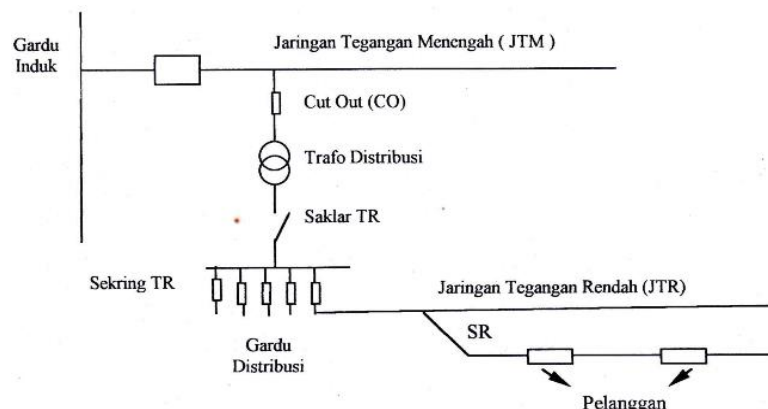 Gardu
Induk
Jaringan Tegangan Menengah ( JTM )
Cut Out (CO)
Trafo Distribusi
Saklar TR
Sekring TR
Jaringan Tegangan Rendah (JTR)
SR
Gardu
Distribusi
Pelanggan